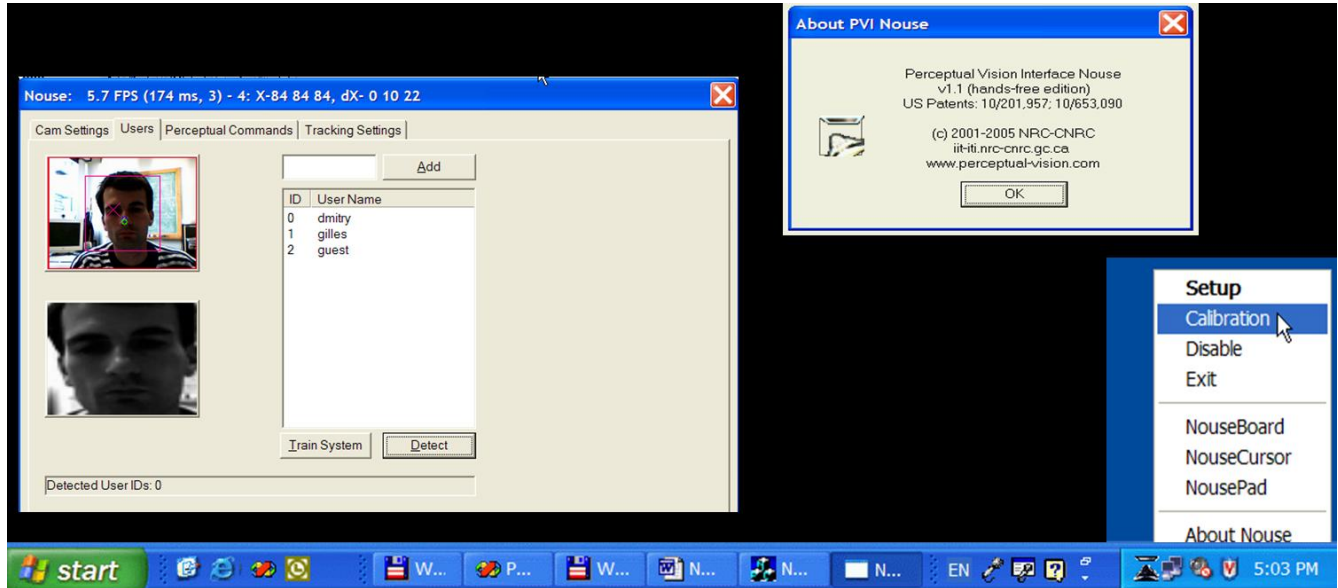 About PVI Nouse
Perceptual Vision Interface Nouse
v1.1 (hands-free edition)
US Patents: 10/201,957; 10/653,090
(c) 2001-2005 NRC-CNRC
iit-iti.nrc-cnrc.gc.ca
www.perceptual-vision.com
OK
Nouse: 5.7 FPS (174 ms, 3) - 4: X-84 84 84, dX- 0 10 22
Cam Settings Users Perceptual Commands Tracking Settings
Add
ID User Name
0 dmitry
1 gilles
2 guest
Train System Detect
Detected User IDs: 0
Setup
Calibration
Disable
Exit
NouseBoard
NouseCursor
NousePad
About Nouse
start W... P... W... N... N... N... EN 5:03 PM